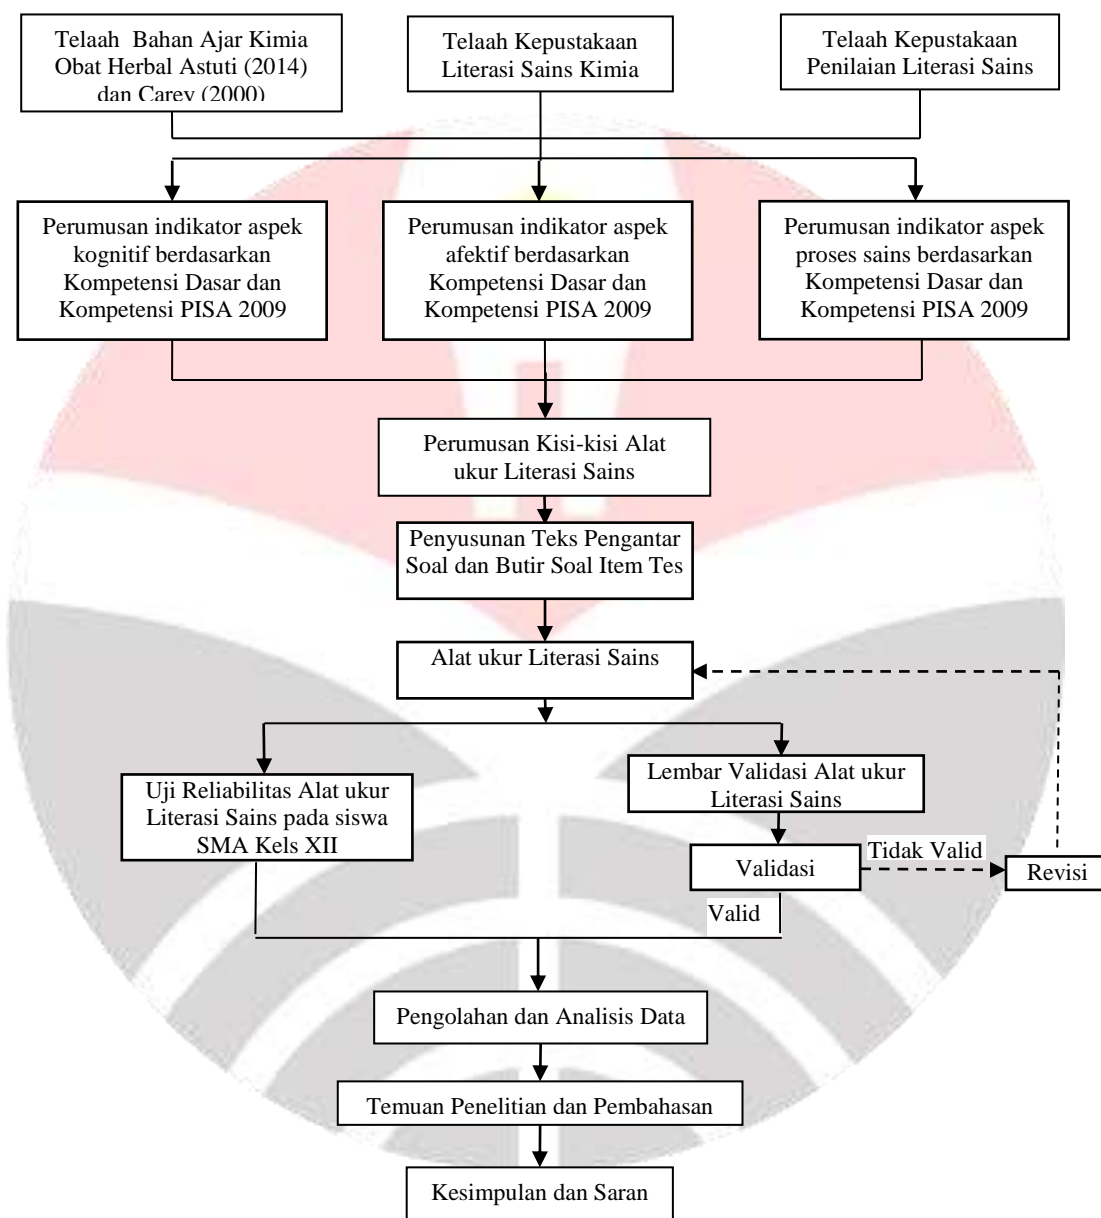 Telaah Bahan Ajar Kimia
Obat Herbal Astuti (2014)
dan Carey (2000)
Telaah Kepustakaan
Literasi Sains Kimia
Telaah Kepustakaan
Penilaian Literasi Sains
Perumusan indikator aspek
kognitif berdasarkan
Kompetensi Dasar dan
Kompetensi PISA 2009
Perumusan indikator aspek
afektif berdasarkan
Kompetensi Dasar dan
Kompetensi PISA 2009
Perumusan indikator aspek
proses sains berdasarkan
Kompetensi Dasar dan
Kompetensi PISA 2009
Perumusan Kisi-kisi Alat
ukur Literasi Sains
Penyusunan Teks Pengantar
Soal dan Butir Soal Item Tes
Alat ukur Literasi Sains
Uji Reliabilitas Alat ukur
Literasi Sains pada siswa
SMA Kels XII
Lembar Validasi Alat ukur
Literasi Sains
Validasi
Tidak Valid
Revisi
Valid
Pengolahan dan Analisis Data
Temuan Penelitian dan Pembahasan
Kesimpulan dan Saran